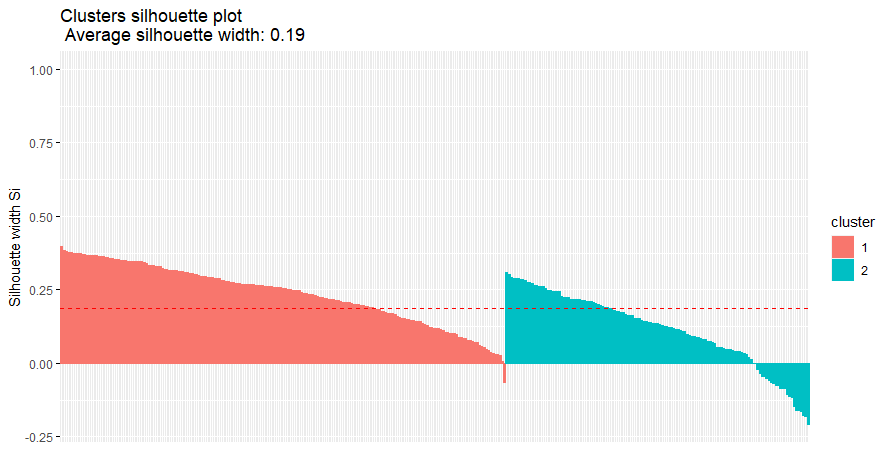 Clusters silhouette plot
Average silhouette width: 0.19
1.00
0.75
0.50
0.25
0.00
-0.25
Silhouette width Si
cluster
1
2